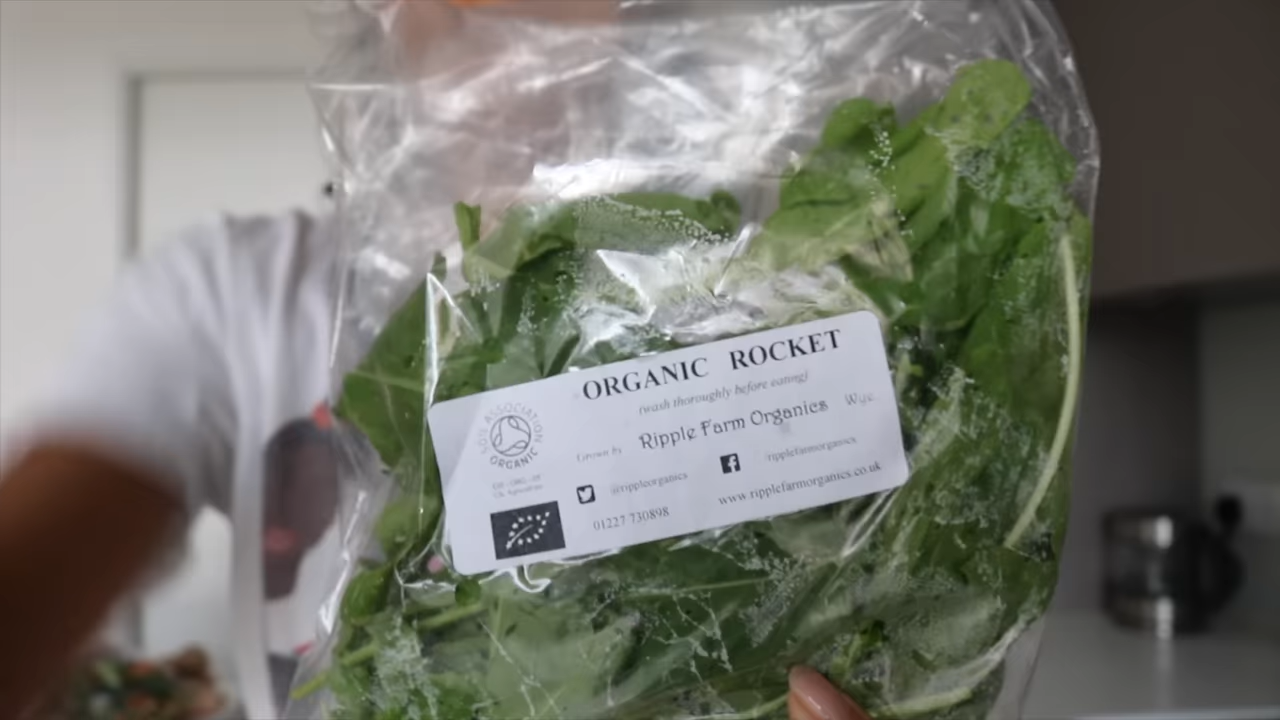 ORGANIC ROCKET
(wash thoroughly before eating)
Grown by Ripple Farm Organics Wye
SOIL ASSOCIATION
ORGANIC
@rippleorganics
/ripplefarmorganics
01227 730898
www.ripplefarmorganics.co.uk